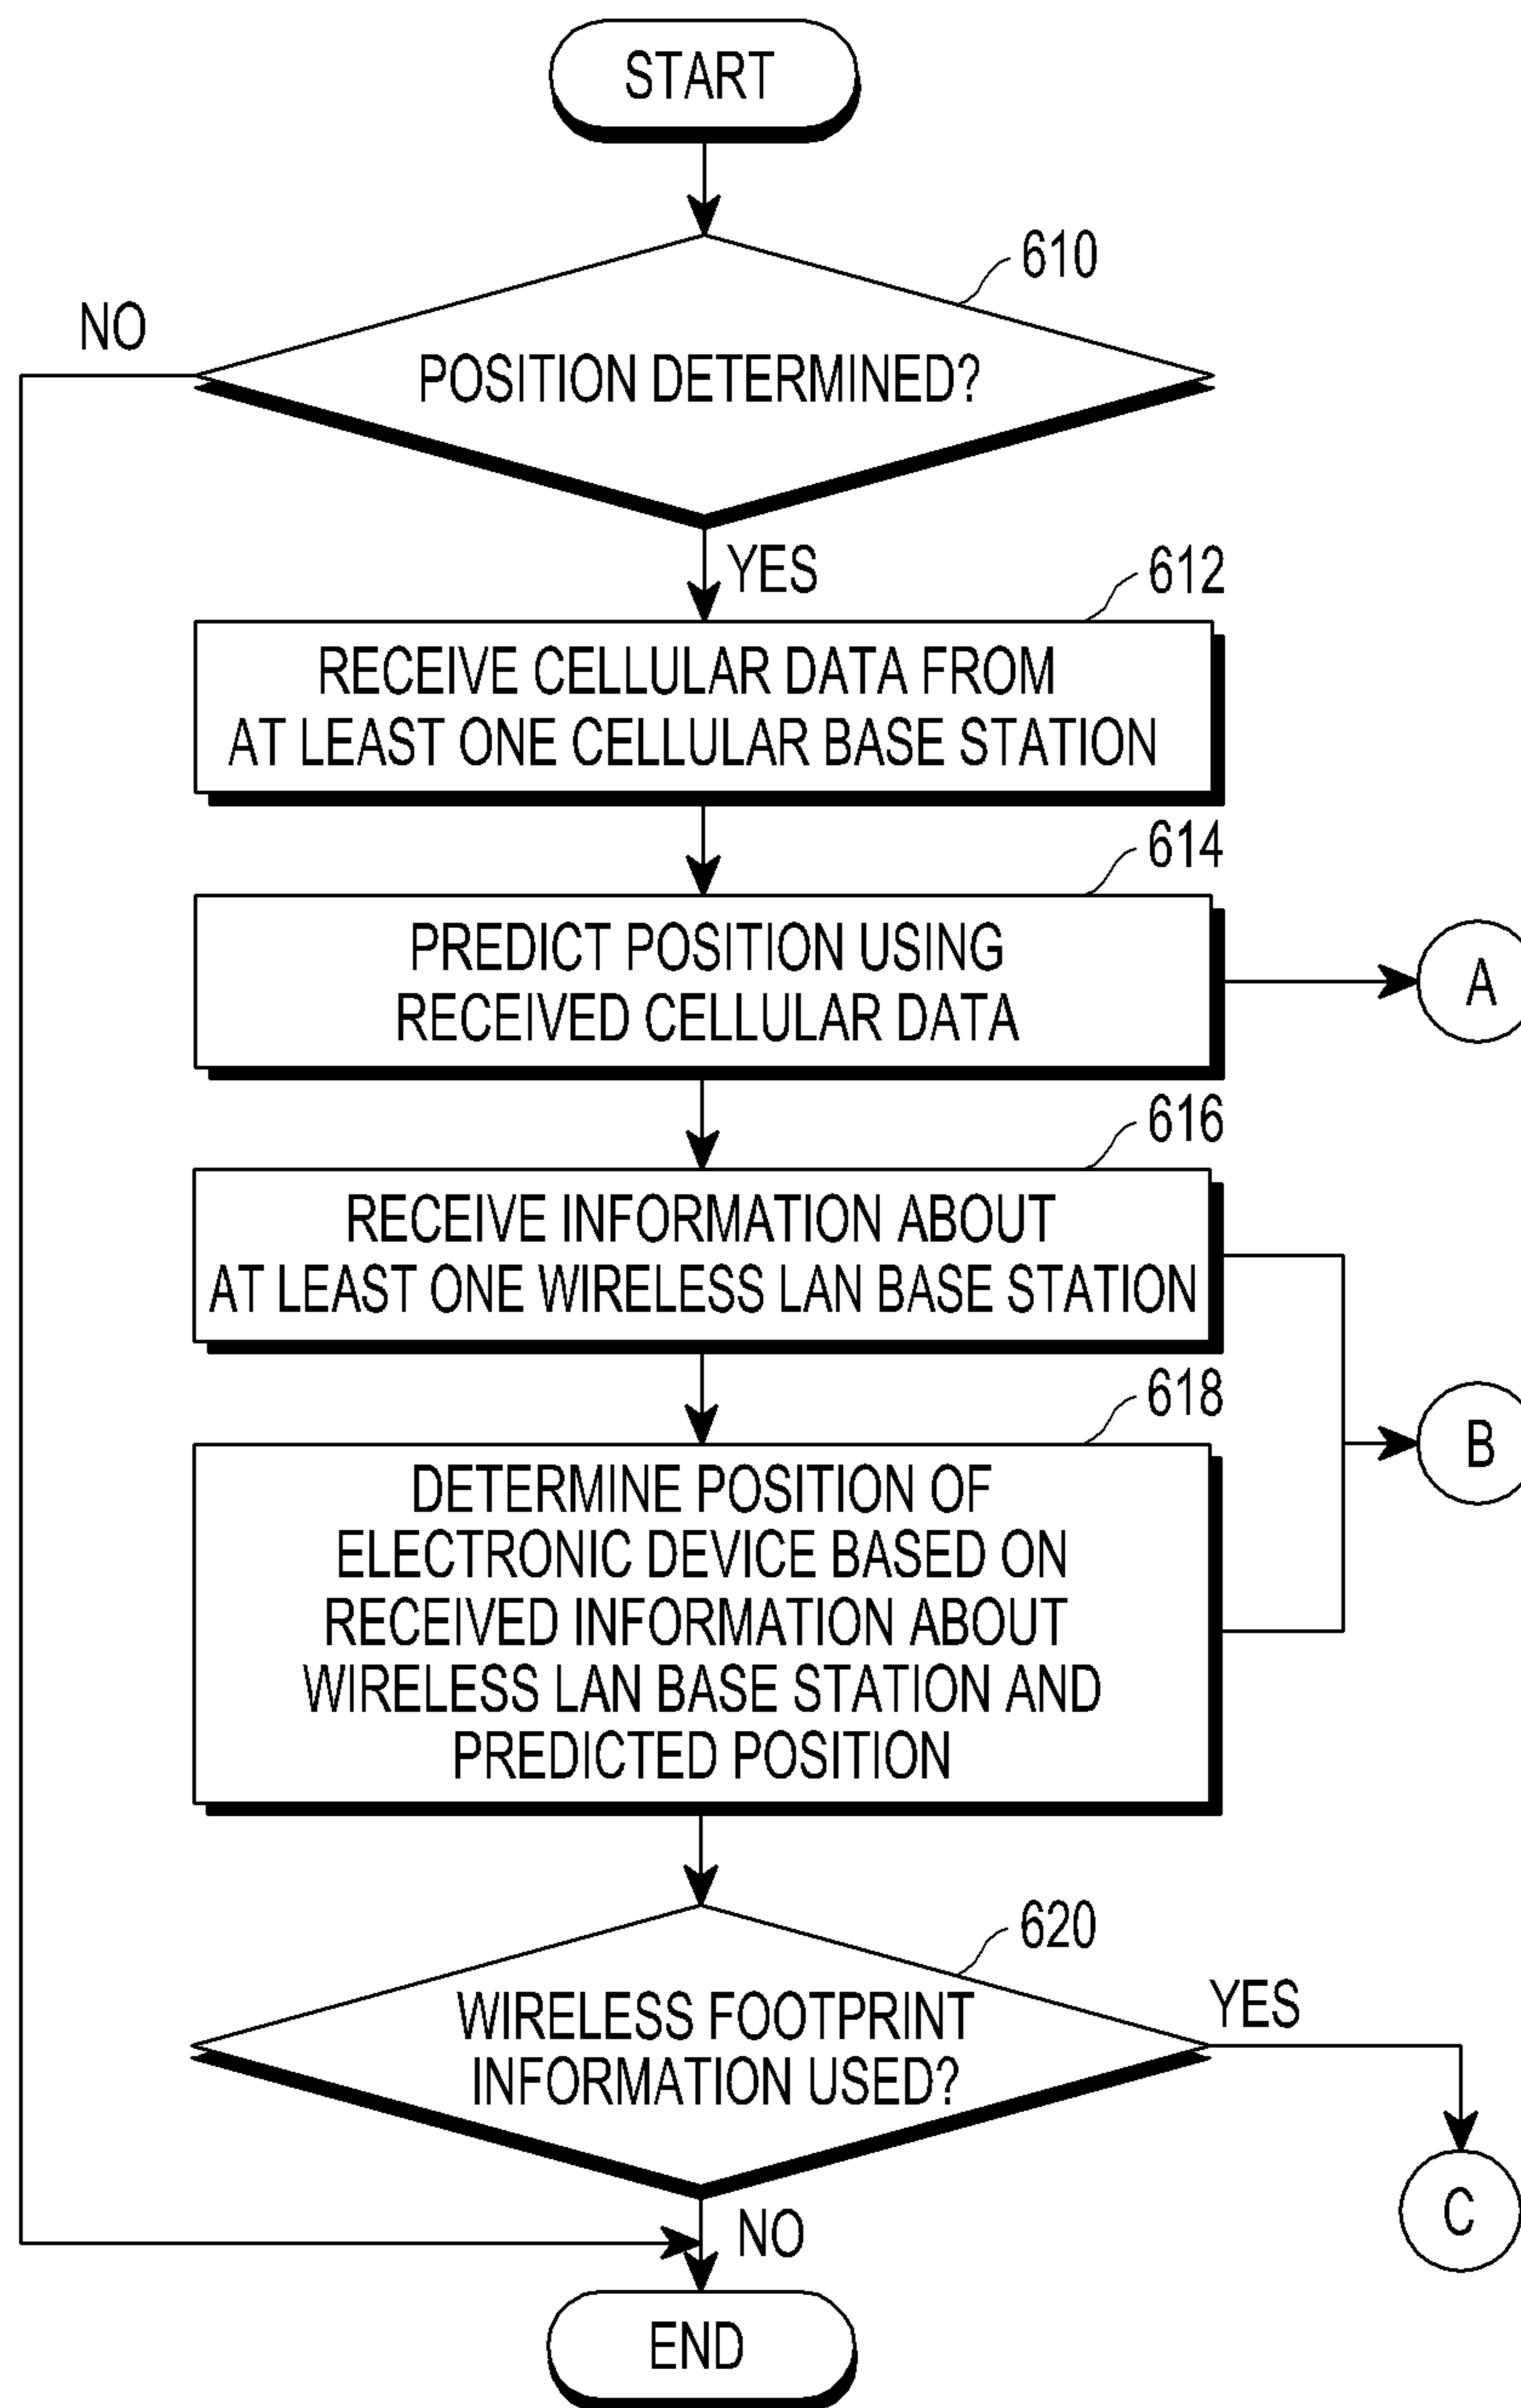 START
610
NO
POSITION DETERMINED?
YES
612
RECEIVE CELLULAR DATA FROM
AT LEAST ONE CELLULAR BASE STATION
614
PREDICT POSITION USING
RECEIVED CELLULAR DATA
A
616
RECEIVE INFORMATION ABOUT
AT LEAST ONE WIRELESS LAN BASE STATION
618
B
DETERMINE POSITION OF
ELECTRONIC DEVICE BASED ON
RECEIVED INFORMATION ABOUT
WIRELESS LAN BASE STATION AND
PREDICTED POSITION
620
YES
WIRELESS FOOTPRINT
INFORMATION USED?
C
NO
END